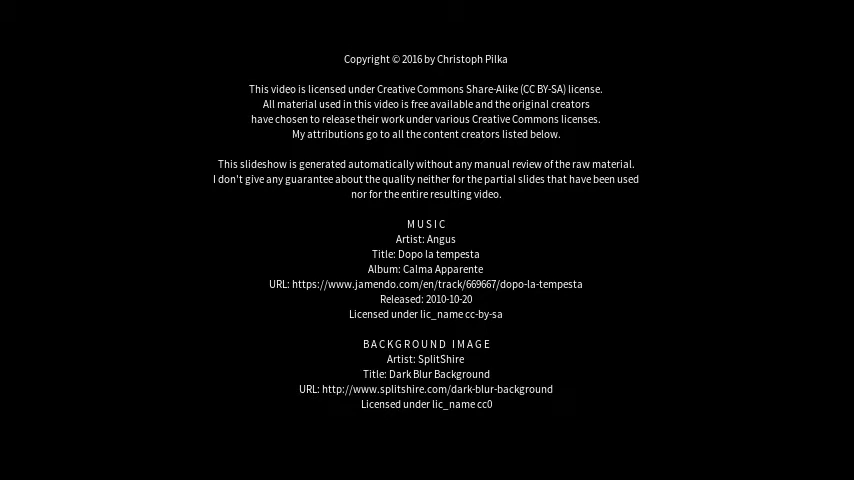 Copyright © 2016 by Christoph Pilka
This video is licensed under Creative Commons Share-Alike (CC BY-SA) license.
All material used in this video is free available and the original creators
have chosen to release their work under various Creative Commons licenses.
My attributions go to all the content creators listed below.
This slideshow is generated automatically without any manual review of the raw material.
I don't give any guarantee about the quality neither for the partial slides that have been used
nor for the entire resulting video.
MUSIC
Artist: Angus
Title: Dopo la tempesta
Album: Calma Apparente
URL: https://www.jamendo.com/en/track/669667/dopo-la-tempesta
Released: 2010-10-20
Licensed under lic_name cc-by-sa
BACKGROUND IMAGE
Artist: SplitShire
Title: Dark Blur Background
URL: http://www.splitshire.com/dark-blur-background
Licensed under lic_name cc0